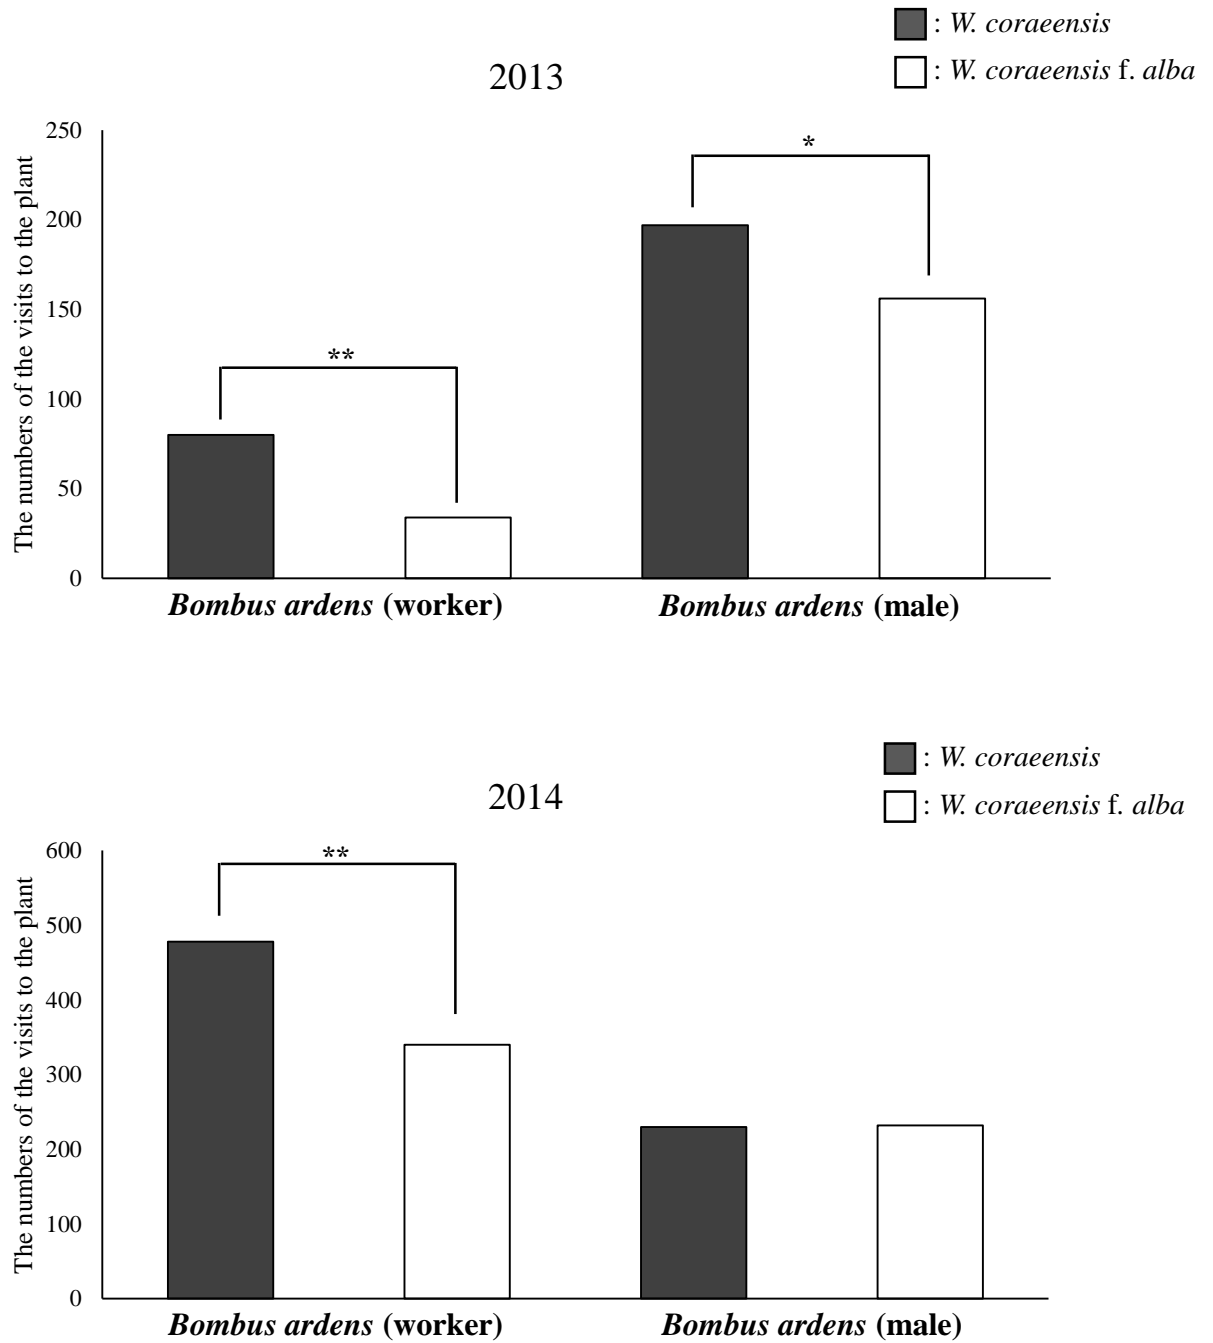 : W. coraeensis
: W. coraeensis f. alba
2013
The numbers of the visits to the plant
250
200
150
100
50
0
*
**
Bombus ardens (worker)
Bombus ardens (male)
: W. coraeensis
: W. coraeensis f. alba
2014
The numbers of the visits to the plant
600
500
400
300
200
100
0
**
Bombus ardens (worker)
Bombus ardens (male)